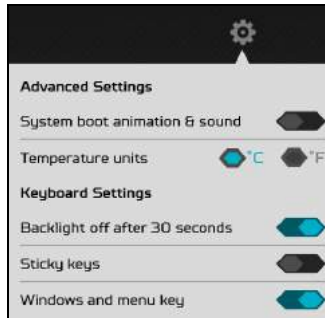 Advanced Settings
System boot animation & sound
Temperature units °C °F
Keyboard Settings
Backlight off after 30 seconds
Sticky keys
Windows and menu key